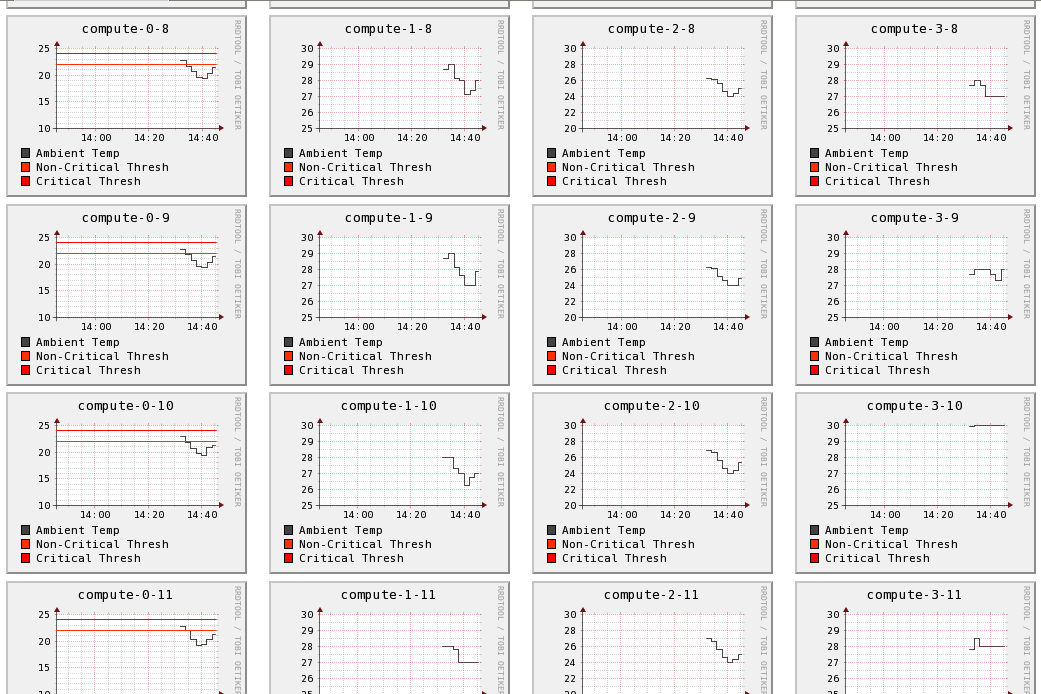 compute-0-8
25
20
15
10
14:00 14:20 14:40
Ambient Temp
Non-Critical Thresh
Critical Thresh
RRDTOOL / TOBI OETIKER
compute-1-8
30
29
28
27
26
25
14:00 14:20 14:40
Ambient Temp
Non-Critical Thresh
Critical Thresh
RRDTOOL / TOBI OETIKER
compute-2-8
30
28
26
24
22
20
14:00 14:20 14:40
Ambient Temp
Non-Critical Thresh
Critical Thresh
RRDTOOL / TOBI OETIKER
compute-3-8
30
29
28
27
26
25
14:00 14:20 14:40
Ambient Temp
Non-Critical Thresh
Critical Thresh
RRDTOOL / TOBI OETIKER
compute-0-9
25
20
15
10
14:00 14:20 14:40
Ambient Temp
Non-Critical Thresh
Critical Thresh
RRDTOOL / TOBI OETIKER
compute-1-9
30
29
28
27
26
25
14:00 14:20 14:40
Ambient Temp
Non-Critical Thresh
Critical Thresh
RRDTOOL / TOBI OETIKER
compute-2-9
30
28
26
24
22
20
14:00 14:20 14:40
Ambient Temp
Non-Critical Thresh
Critical Thresh
RRDTOOL / TOBI OETIKER
compute-3-9
30
29
28
27
26
25
14:00 14:20 14:40
Ambient Temp
Non-Critical Thresh
Critical Thresh
RRDTOOL / TOBI OETIKER
compute-0-10
25
20
15
10
14:00 14:20 14:40
Ambient Temp
Non-Critical Thresh
Critical Thresh
RRDTOOL / TOBI OETIKER
compute-1-10
30
29
28
27
26
25
14:00 14:20 14:40
Ambient Temp
Non-Critical Thresh
Critical Thresh
RRDTOOL / TOBI OETIKER
compute-2-10
30
28
26
24
22
20
14:00 14:20 14:40
Ambient Temp
Non-Critical Thresh
Critical Thresh
RRDTOOL / TOBI OETIKER
compute-3-10
30
29
28
27
26
25
14:00 14:20 14:40
Ambient Temp
Non-Critical Thresh
Critical Thresh
RRDTOOL / TOBI OETIKER
compute-0-11
25
20
15
10
RRDTOOL / TOBI OETIKER
compute-1-11
30
29
28
27
26
25
RRDTOOL / TOBI OETIKER
compute-2-11
30
28
26
24
22
20
RRDTOOL / TOBI OETIKER
compute-3-11
30
29
28
27
26
25
RRDTOOL / TOBI OETIKER